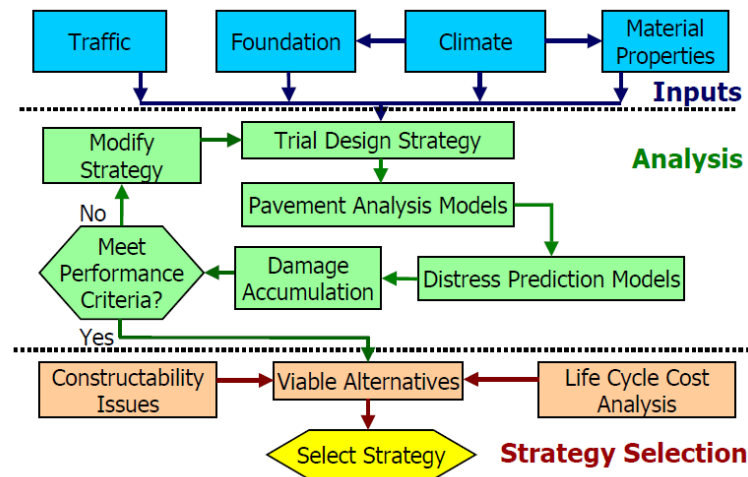 Traffic
Foundation
Climate
Material
Properties
Inputs
Modify
Strategy
Trial Design Strategy
Analysis
Pavement Analysis Models
No
Meet
Performance
Criteria?
Damage
Accumulation
Distress Prediction Models
Yes
Constructability
Issues
Viable Alternatives
Life Cycle Cost
Analysis
Select Strategy
Strategy Selection